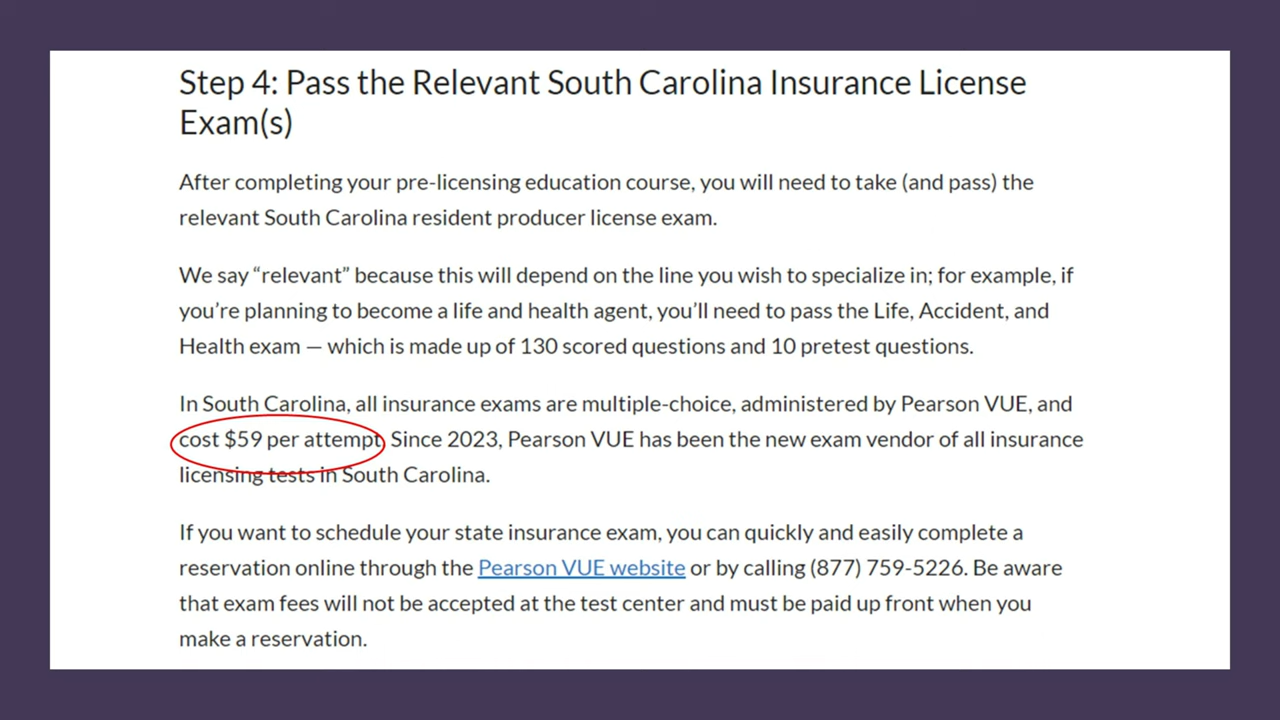 Step 4: Pass the Relevant South Carolina Insurance License
Exam(s)
After completing your pre-licensing education course, you will need to take (and pass) the
relevant South Carolina resident producer license exam.
We say “relevant” because this will depend on the line you wish to specialize in; for example, if
you’re planning to become a life and health agent, you’ll need to pass the Life, Accident, and
Health exam — which is made up of 130 scored questions and 10 pretest questions.
In South Carolina, all insurance exams are multiple-choice, administered by Pearson VUE, and
cost $59 per attempt. Since 2023, Pearson VUE has been the new exam vendor of all insurance
licensing tests in South Carolina.
If you want to schedule your state insurance exam, you can quickly and easily complete a
reservation online through the Pearson VUE website or by calling (877) 759-5226. Be aware
that exam fees will not be accepted at the test center and must be paid up front when you
make a reservation.